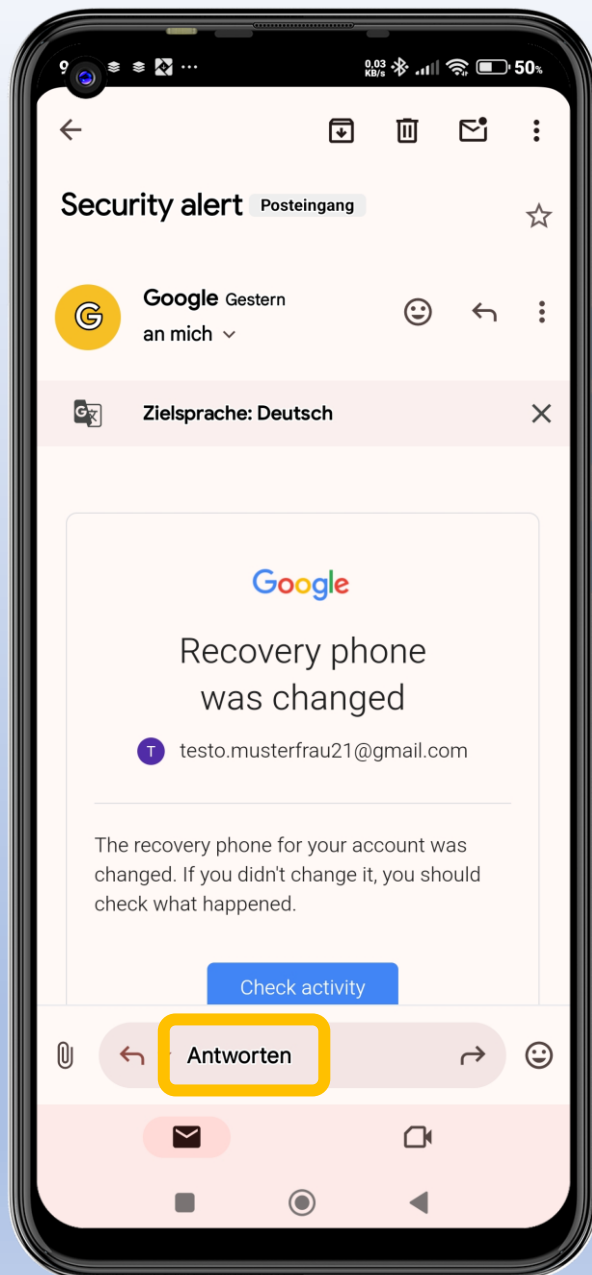 9
0,03
KB/s
50%
Security alert Posteingang
G
Google Gestern
an mich
Zielsprache: Deutsch
Google
Recovery phone
was changed
T testo.musterfrau21@gmail.com
The recovery phone for your account was
changed. If you didn't change it, you should
check what happened.
Check activity
Antworten